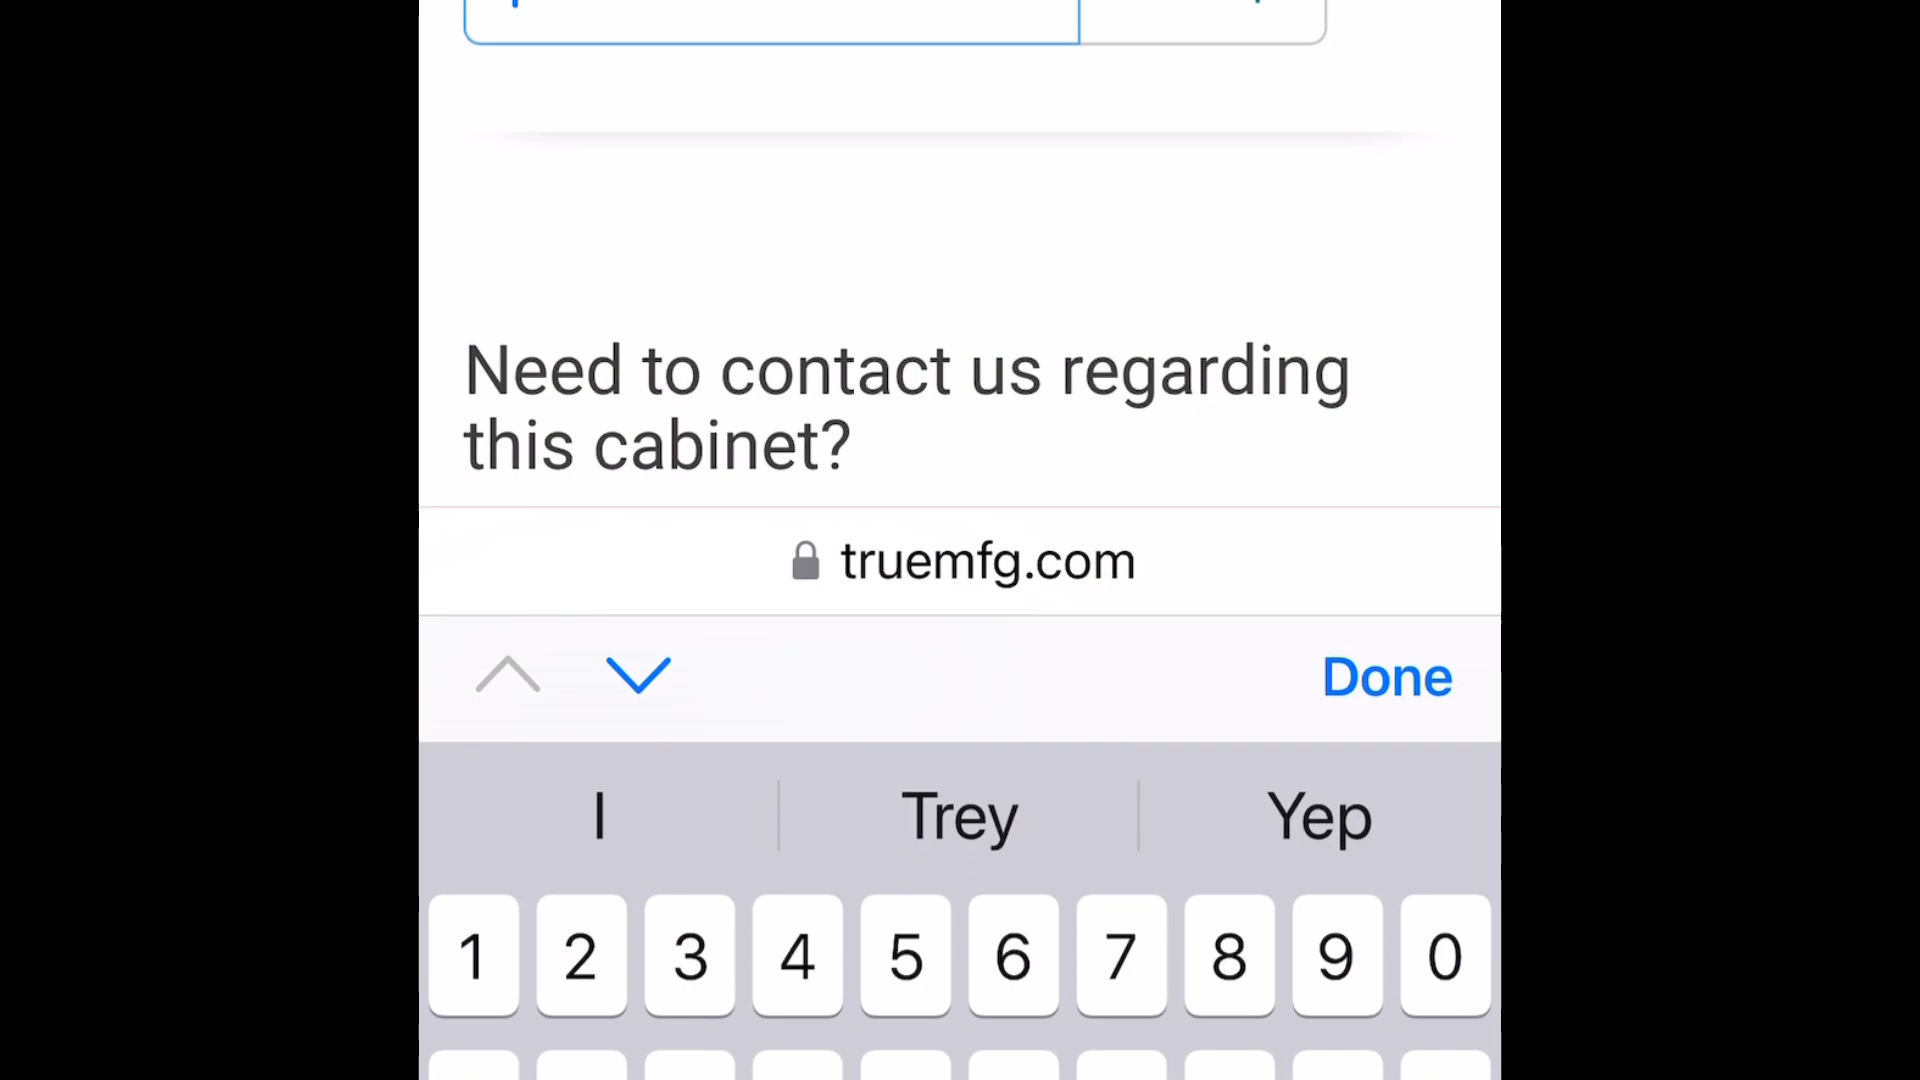 Need to contact us regarding
this cabinet?
truemfg.com
Done
I Trey Yep
1 2 3 4 5 6 7 8 9 0